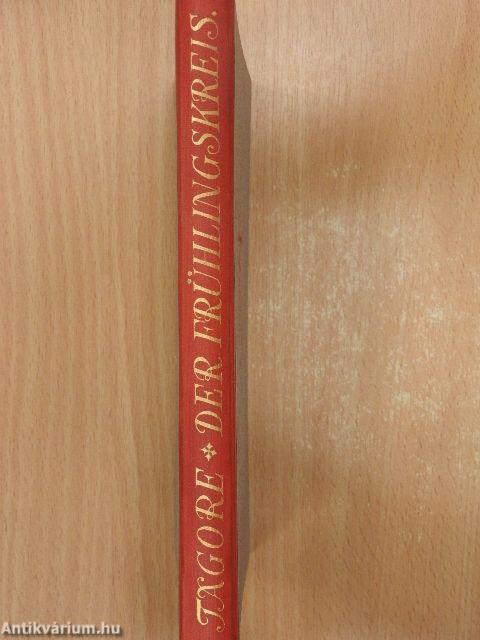 TAGORE ✣ DER FRÜHLINGSKREIS.
Antikvárium.hu